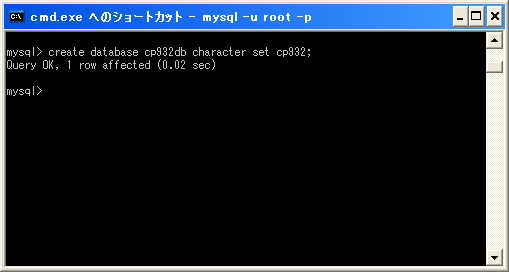 cmd.exe へのショートカット - mysql -u root -p
mysql> create database cp932db character set cp932;
Query OK, 1 row affected (0.02 sec)
mysql>